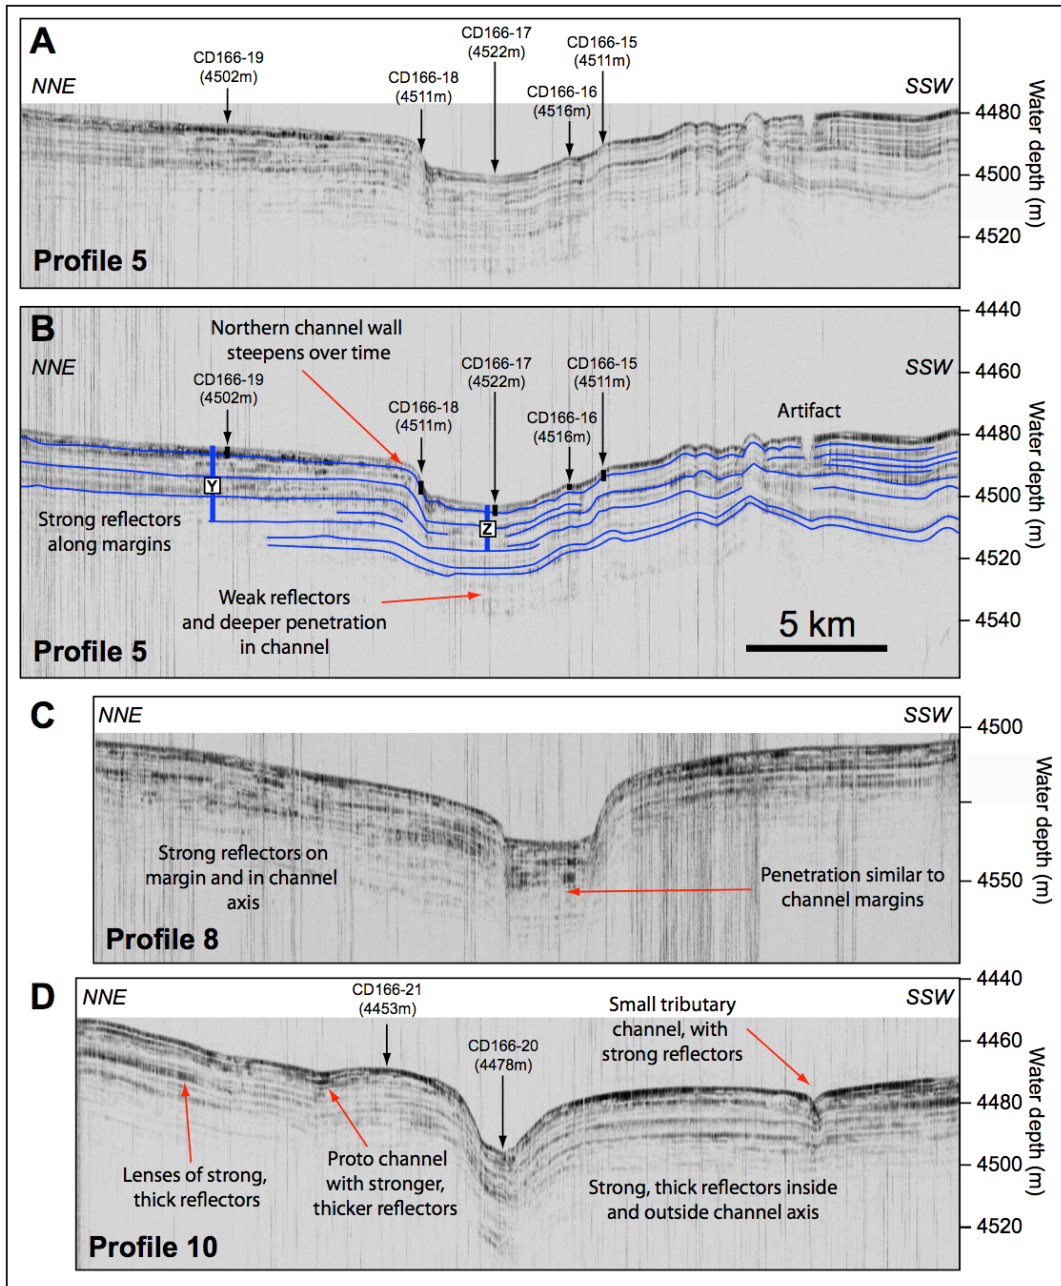 A
NNE
CD166-19
(4502m)
CD166-18
(4511m)
CD166-17
(4522m)
CD166-16
(4516m)
CD166-15
(4511m)
SSW
4480
4500
4520
Water depth (m)
Profile 5
B
NNE
Northern channel wall
steepens over time
CD166-19
(4502m)
CD166-18
(4511m)
CD166-17
(4522m)
CD166-16
(4516m)
CD166-15
(4511m)
SSW
Artifact
4440
4460
4480
4500
4520
4540
Water depth (m)
Y
Z
Strong reflectors
along margins
Weak reflectors
and deeper penetration
in channel
5 km
Profile 5
C
NNE
SSW
4500
4550
Water depth (m)
Strong reflectors on
margin and in channel
axis
Penetration similar to
channel margins
Profile 8
D
NNE
CD166-21
(4453m)
CD166-20
(4478m)
Small tributary
channel, with
strong reflectors
SSW
4440
4460
4480
4500
4520
Water depth (m)
Lenses of strong,
thick reflectors
Proto channel
with stronger,
thicker reflectors
Strong, thick reflectors inside
and outside channel axis
Profile 10